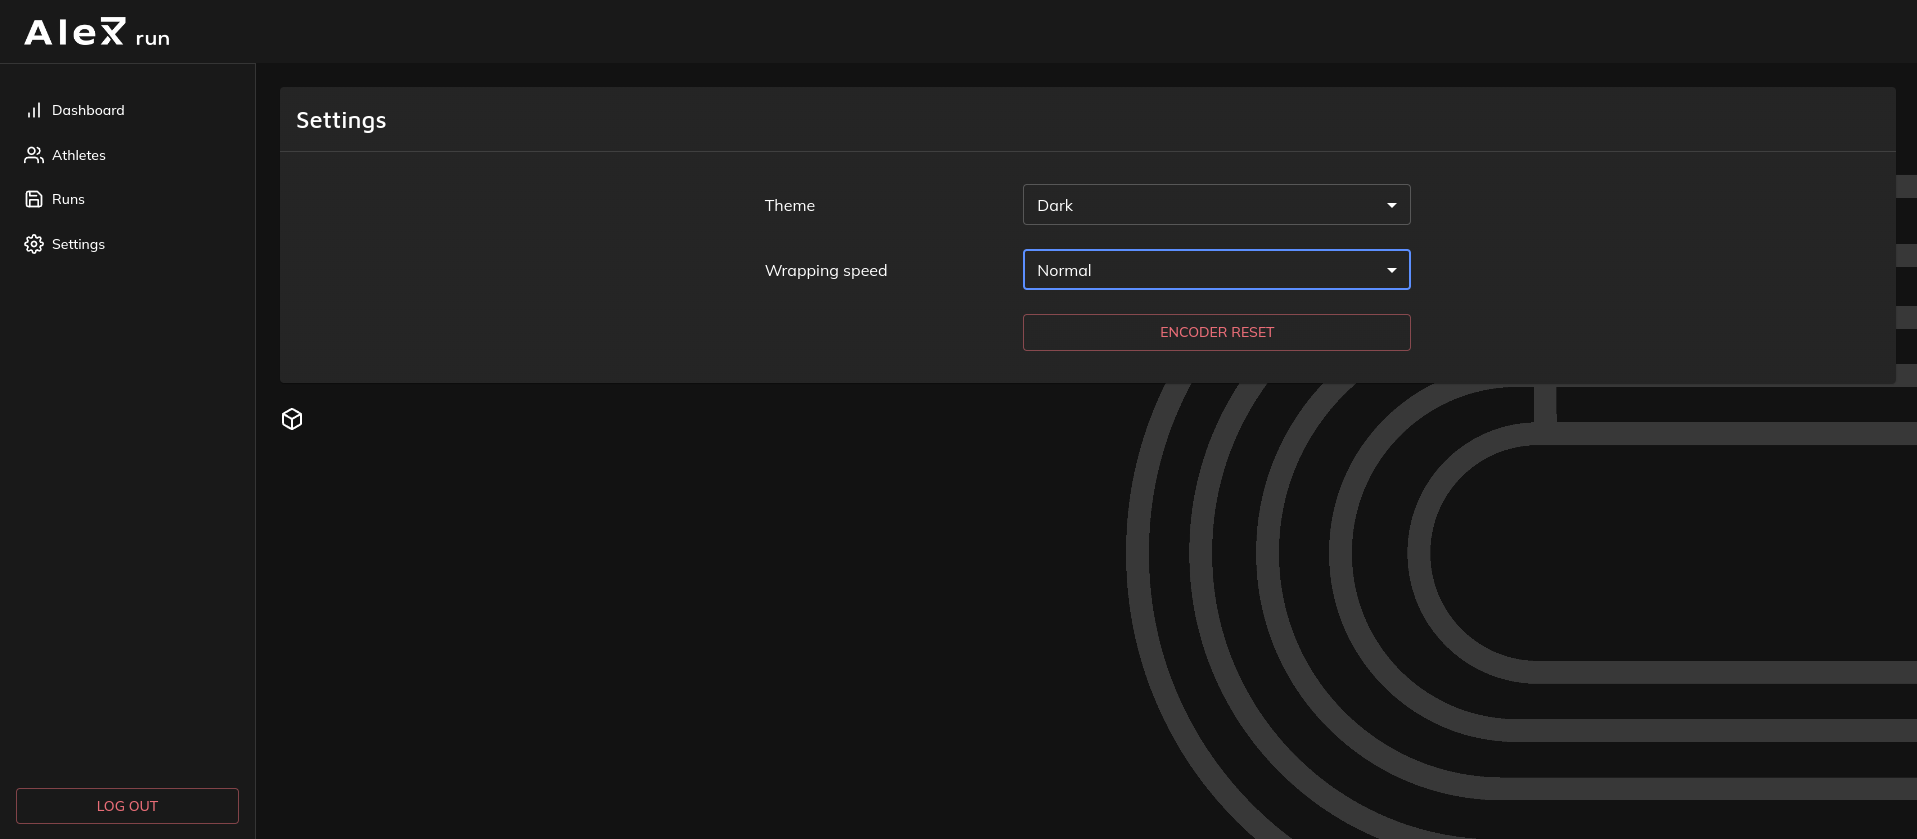 Alex run
Dashboard
Athletes
Runs
Settings
LOG OUT
Settings
Theme
Dark
Wrapping speed
Normal
ENCODER RESET